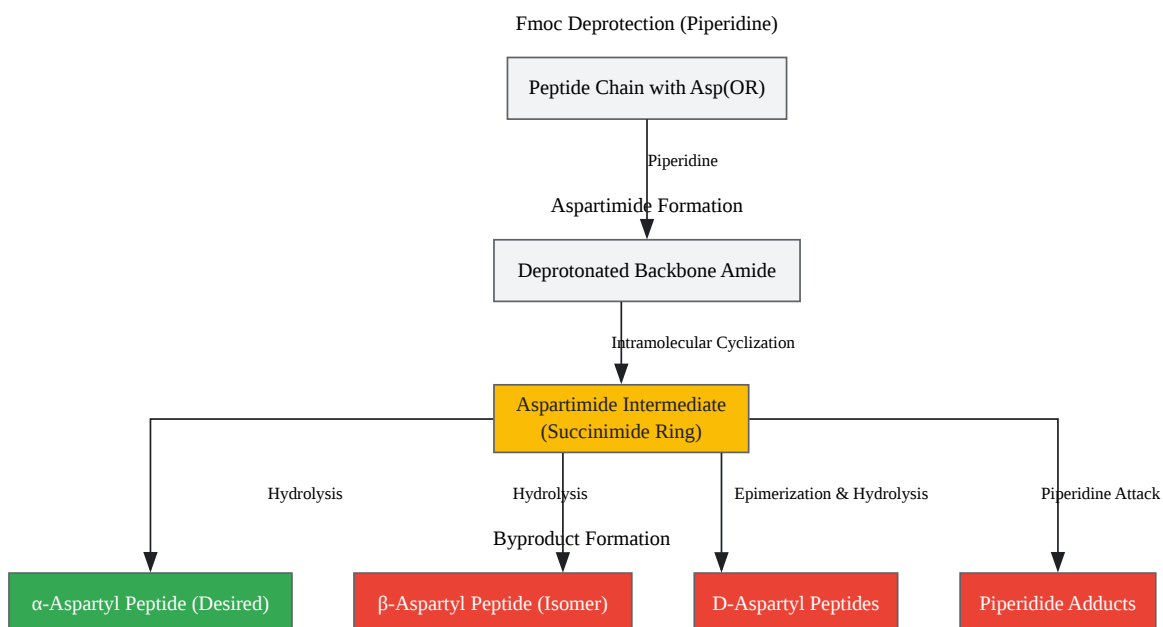 Fmoc Deprotection (Piperidine)
Peptide Chain with Asp(OR)
Piperidine
Aspartimide Formation
Deprotonated Backbone Amide
Intramolecular Cyclization
Aspartimide Intermediate
(Succinimide Ring)
Hydrolysis
Hydrolysis
Epimerization & Hydrolysis
Piperidine Attack
Byproduct Formation
α-Aspartyl Peptide (Desired)
β-Aspartyl Peptide (Isomer)
D-Aspartyl Peptides
Piperidide Adducts